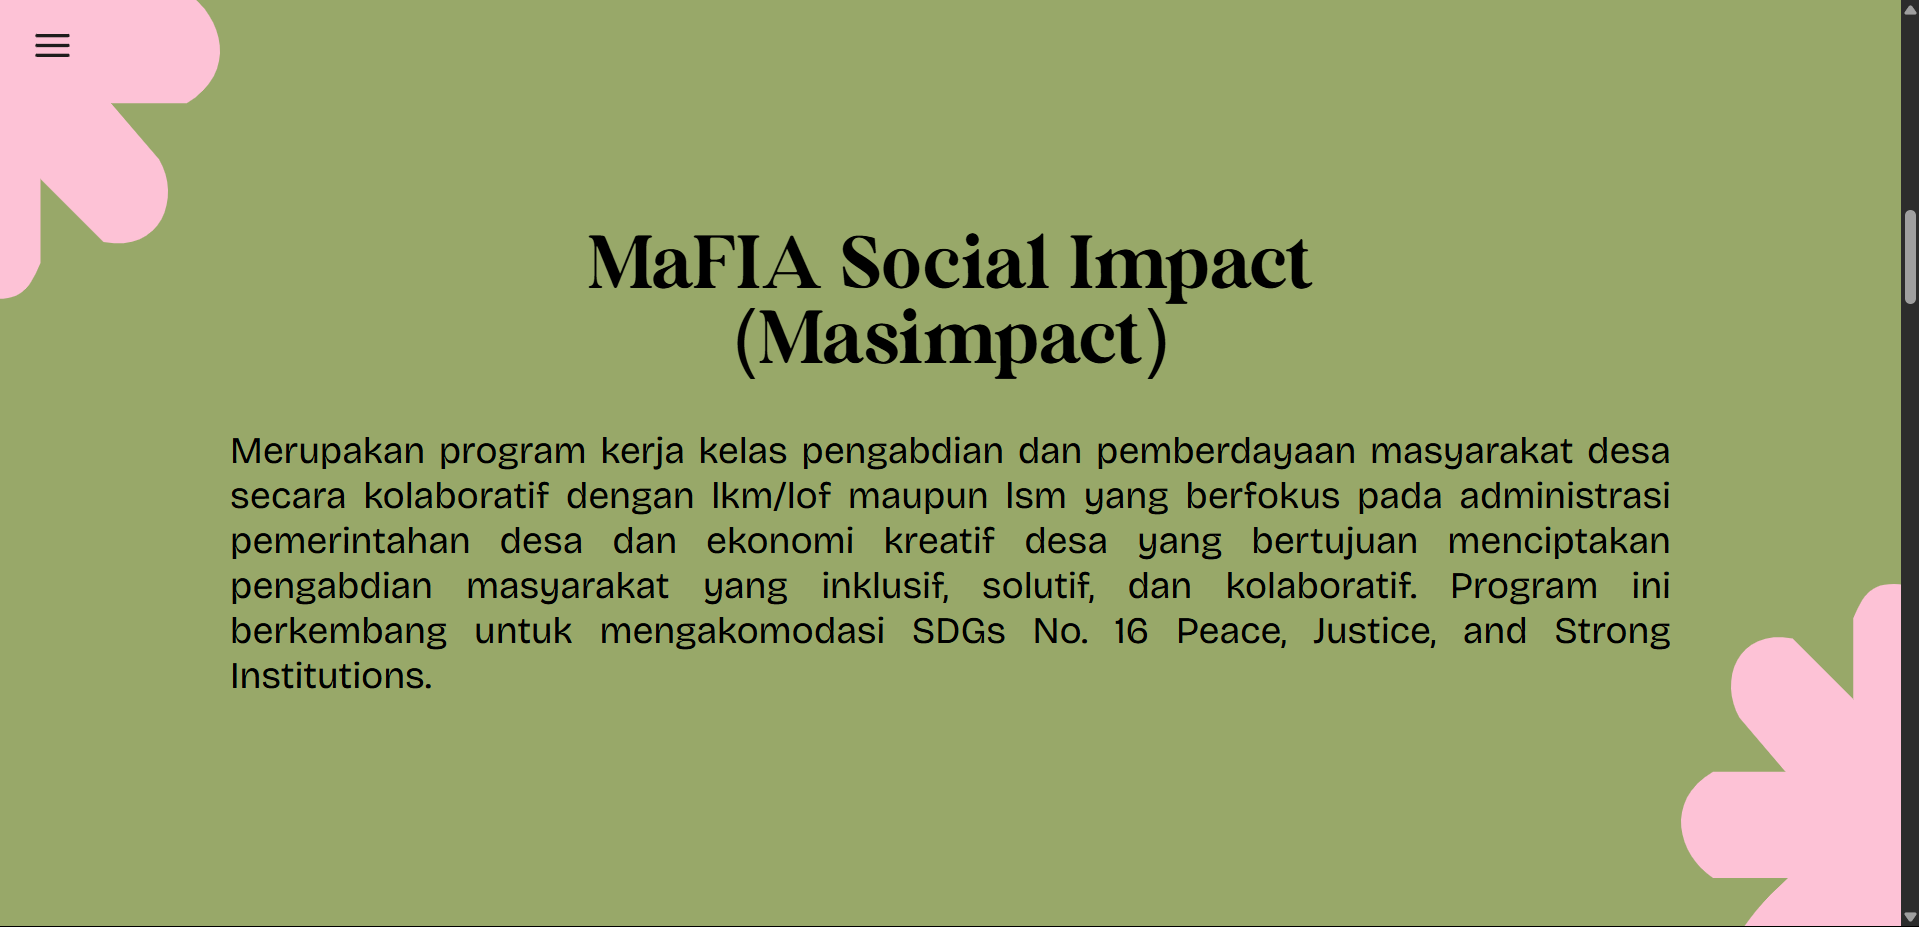 MaFIA Social Impact
(Masimpact)
Merupakan program kerja kelas pengabdian dan pemberdayaan masyarakat desa
secara kolaboratif dengan lkm/lof maupun lsm yang berfokus pada administrasi
pemerintahan desa dan ekonomi kreatif desa yang bertujuan menciptakan
pengabdian masyarakat yang inklusif, solutif, dan kolaboratif. Program ini
berkembang untuk mengakomodasi SDGs No. 16 Peace, Justice, and Strong
Institutions.